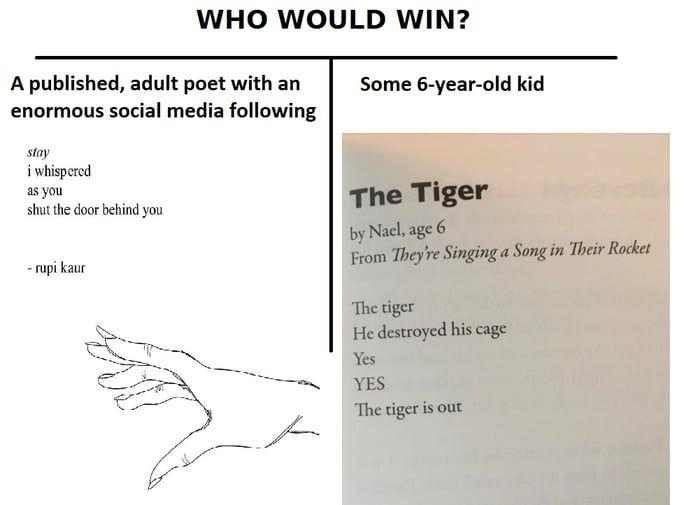 WHO WOULD WIN?
A published, adult poet with an
enormous social media following
stay
i whispered
as you
shut the door behind you
- rupi kaur
Some 6-year-old kid
The Tiger
by Nael, age 6
From They're Singing a Song in Their Rocket
The tiger
He destroyed his cage
Yes
YES
The tiger is out